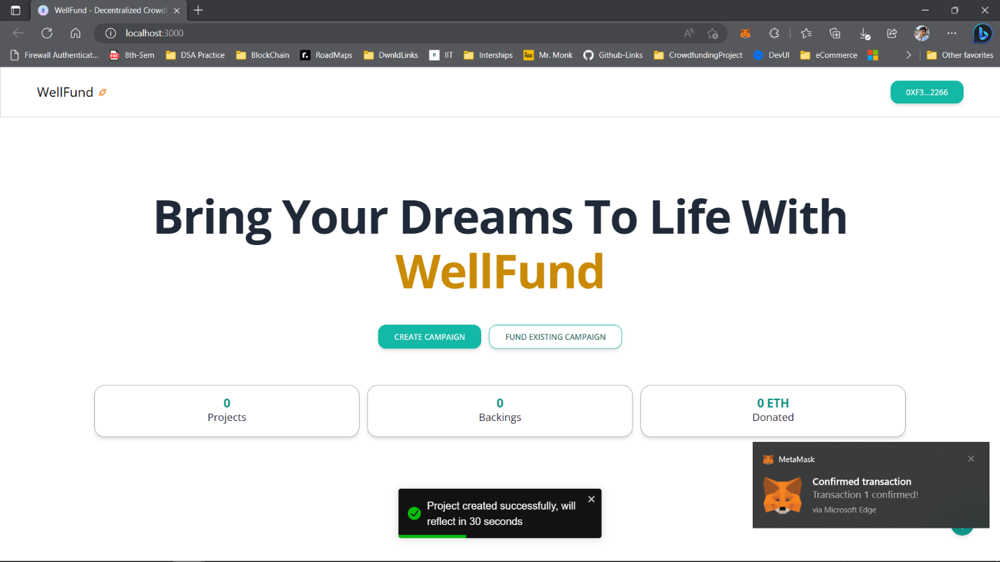 WellFund - Decentralized Crowdf
localhost:3000
Firewall Authenticat... 8th-Sem DSA Practice BlockChain RoadMaps DwnldLinks IIT Interships Mr. Monk Github-Links CrowdfundingProject DevUI eCommerce Other favorites
WellFund
0XF3...2266
Bring Your Dreams To Life With
WellFund
CREATE CAMPAIGN FUND EXISTING CAMPAIGN
0
Projects
0
Backings
0 ETH
Donated
MetaMask
Confirmed transaction
Transaction 1 confirmed!
via Microsoft Edge
Project created successfully, will
reflect in 30 seconds